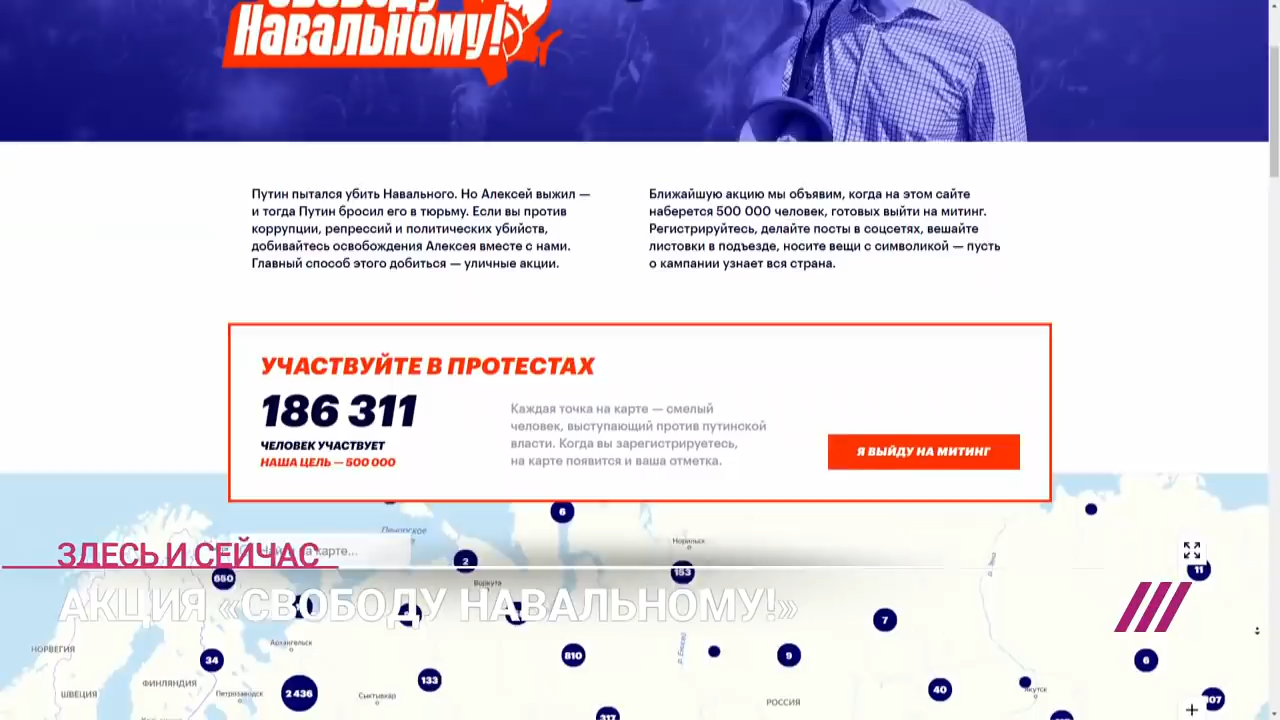 Свободу
Навальному!
Путин пытался убить Навального. Но Алексей выжил —
и тогда Путин бросил его в тюрьму. Если вы против
коррупции, репрессий и политических убийств,
добивайтесь освобождения Алексея вместе с нами.
Главный способ этого добиться — уличные акции.
Ближайшую акцию мы объявим, когда на этом сайте
наберется 500 000 человек, готовых выйти на митинг.
Регистрируйтесь, делайте посты в соцсетях, вешайте
листовки в подъезде, носите вещи с символикой — пусть
о кампании узнает вся страна.
УЧАСТВУЙТЕ В ПРОТЕСТАХ
186 311
ЧЕЛОВЕК УЧАСТВУЕТ
НАША ЦЕЛЬ — 500 000
Каждая точка на карте — смелый
человек, выступающий против путинской
власти. Когда вы зарегистрируетесь,
на карте появится и ваша отметка.
Я ВЫЙДУ НА МИТИНГ
6
Печорское
Норильск
ЗДЕСЬ И СЕЙЧАС
карте...
2
153
11
650
Воркута
АКЦИЯ «СВОБОДУ НАВАЛЬНОМУ!»
7
Архангельск
НОРВЕГИЯ
34
810
9
6
ФИНЛЯНДИЯ
133
ШВЕЦИЯ
Петрозаводск
2 436
Сыктывкар
РОССИЯ
40
Якутск
107
317